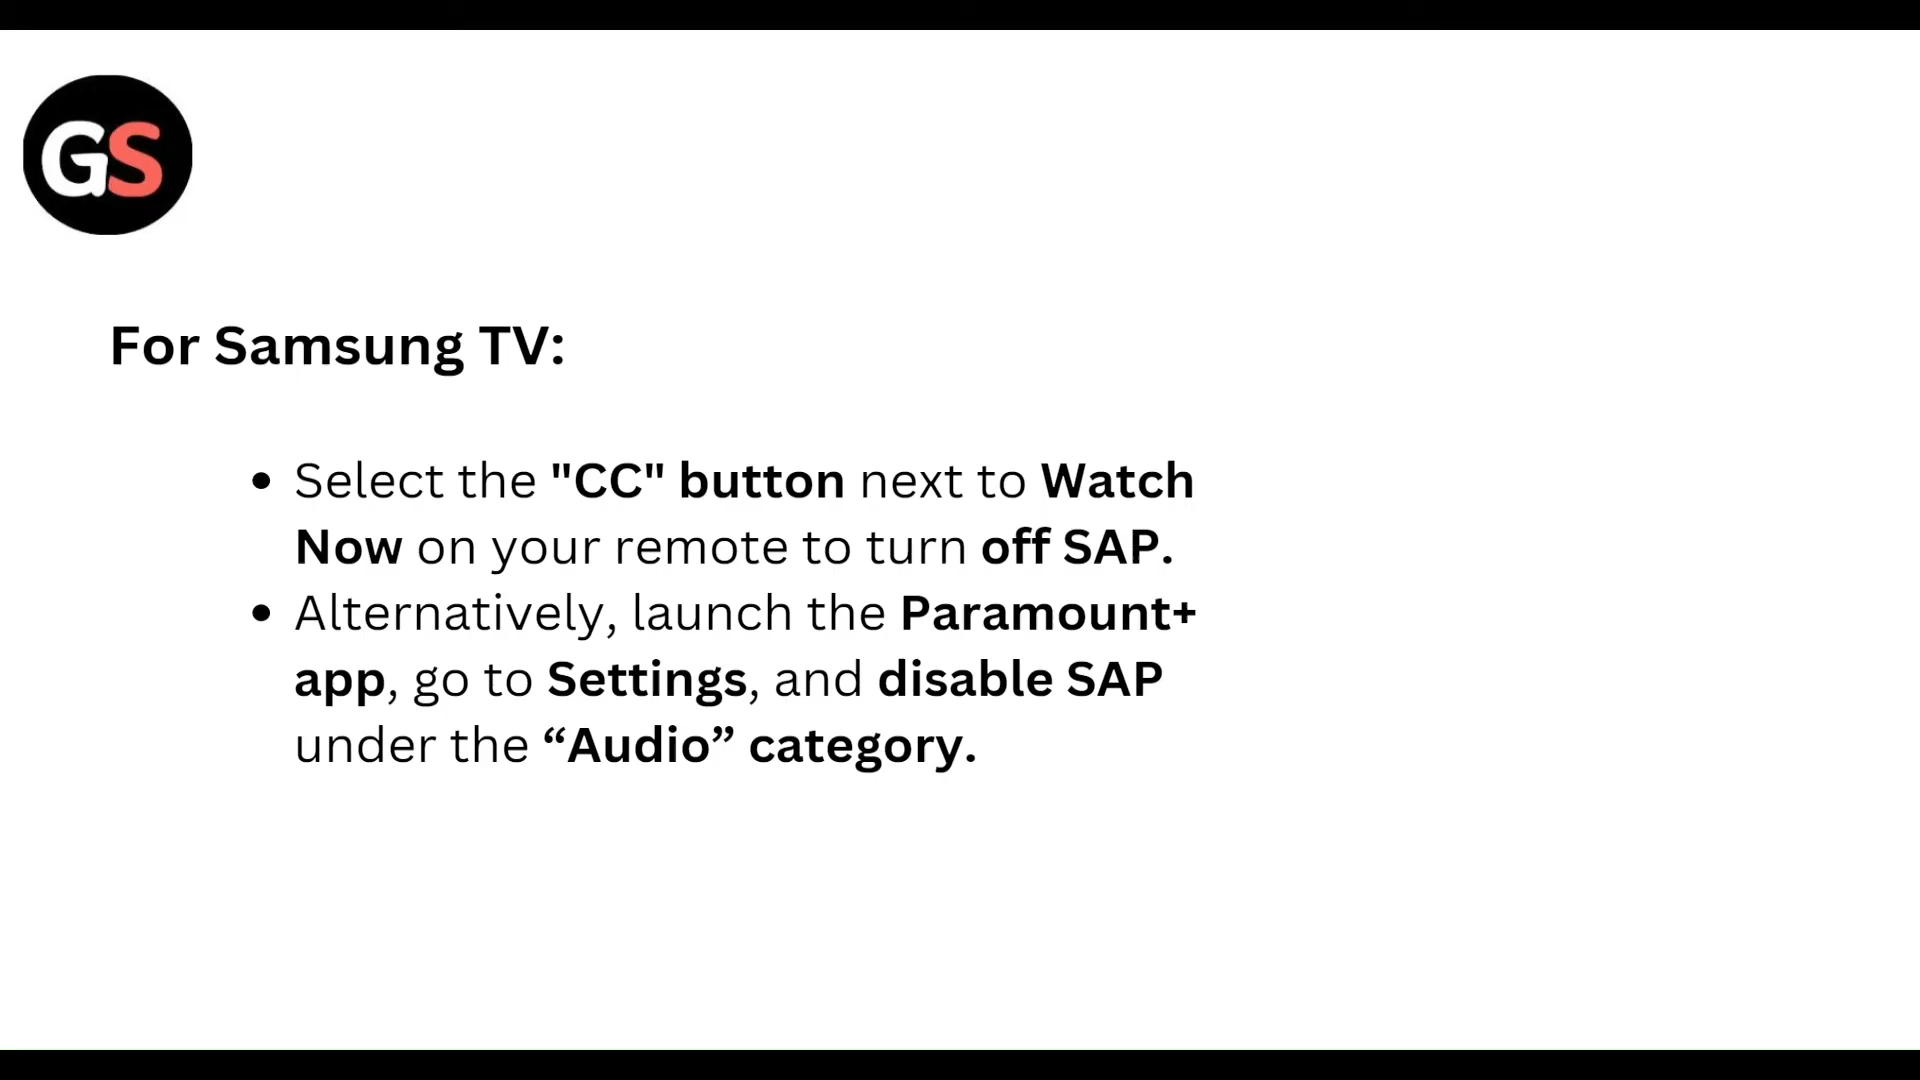 GS
For Samsung TV:
• Select the "CC" button next to Watch
Now on your remote to turn off SAP.
• Alternatively, launch the Paramount+
app, go to Settings, and disable SAP
under the “Audio” category.